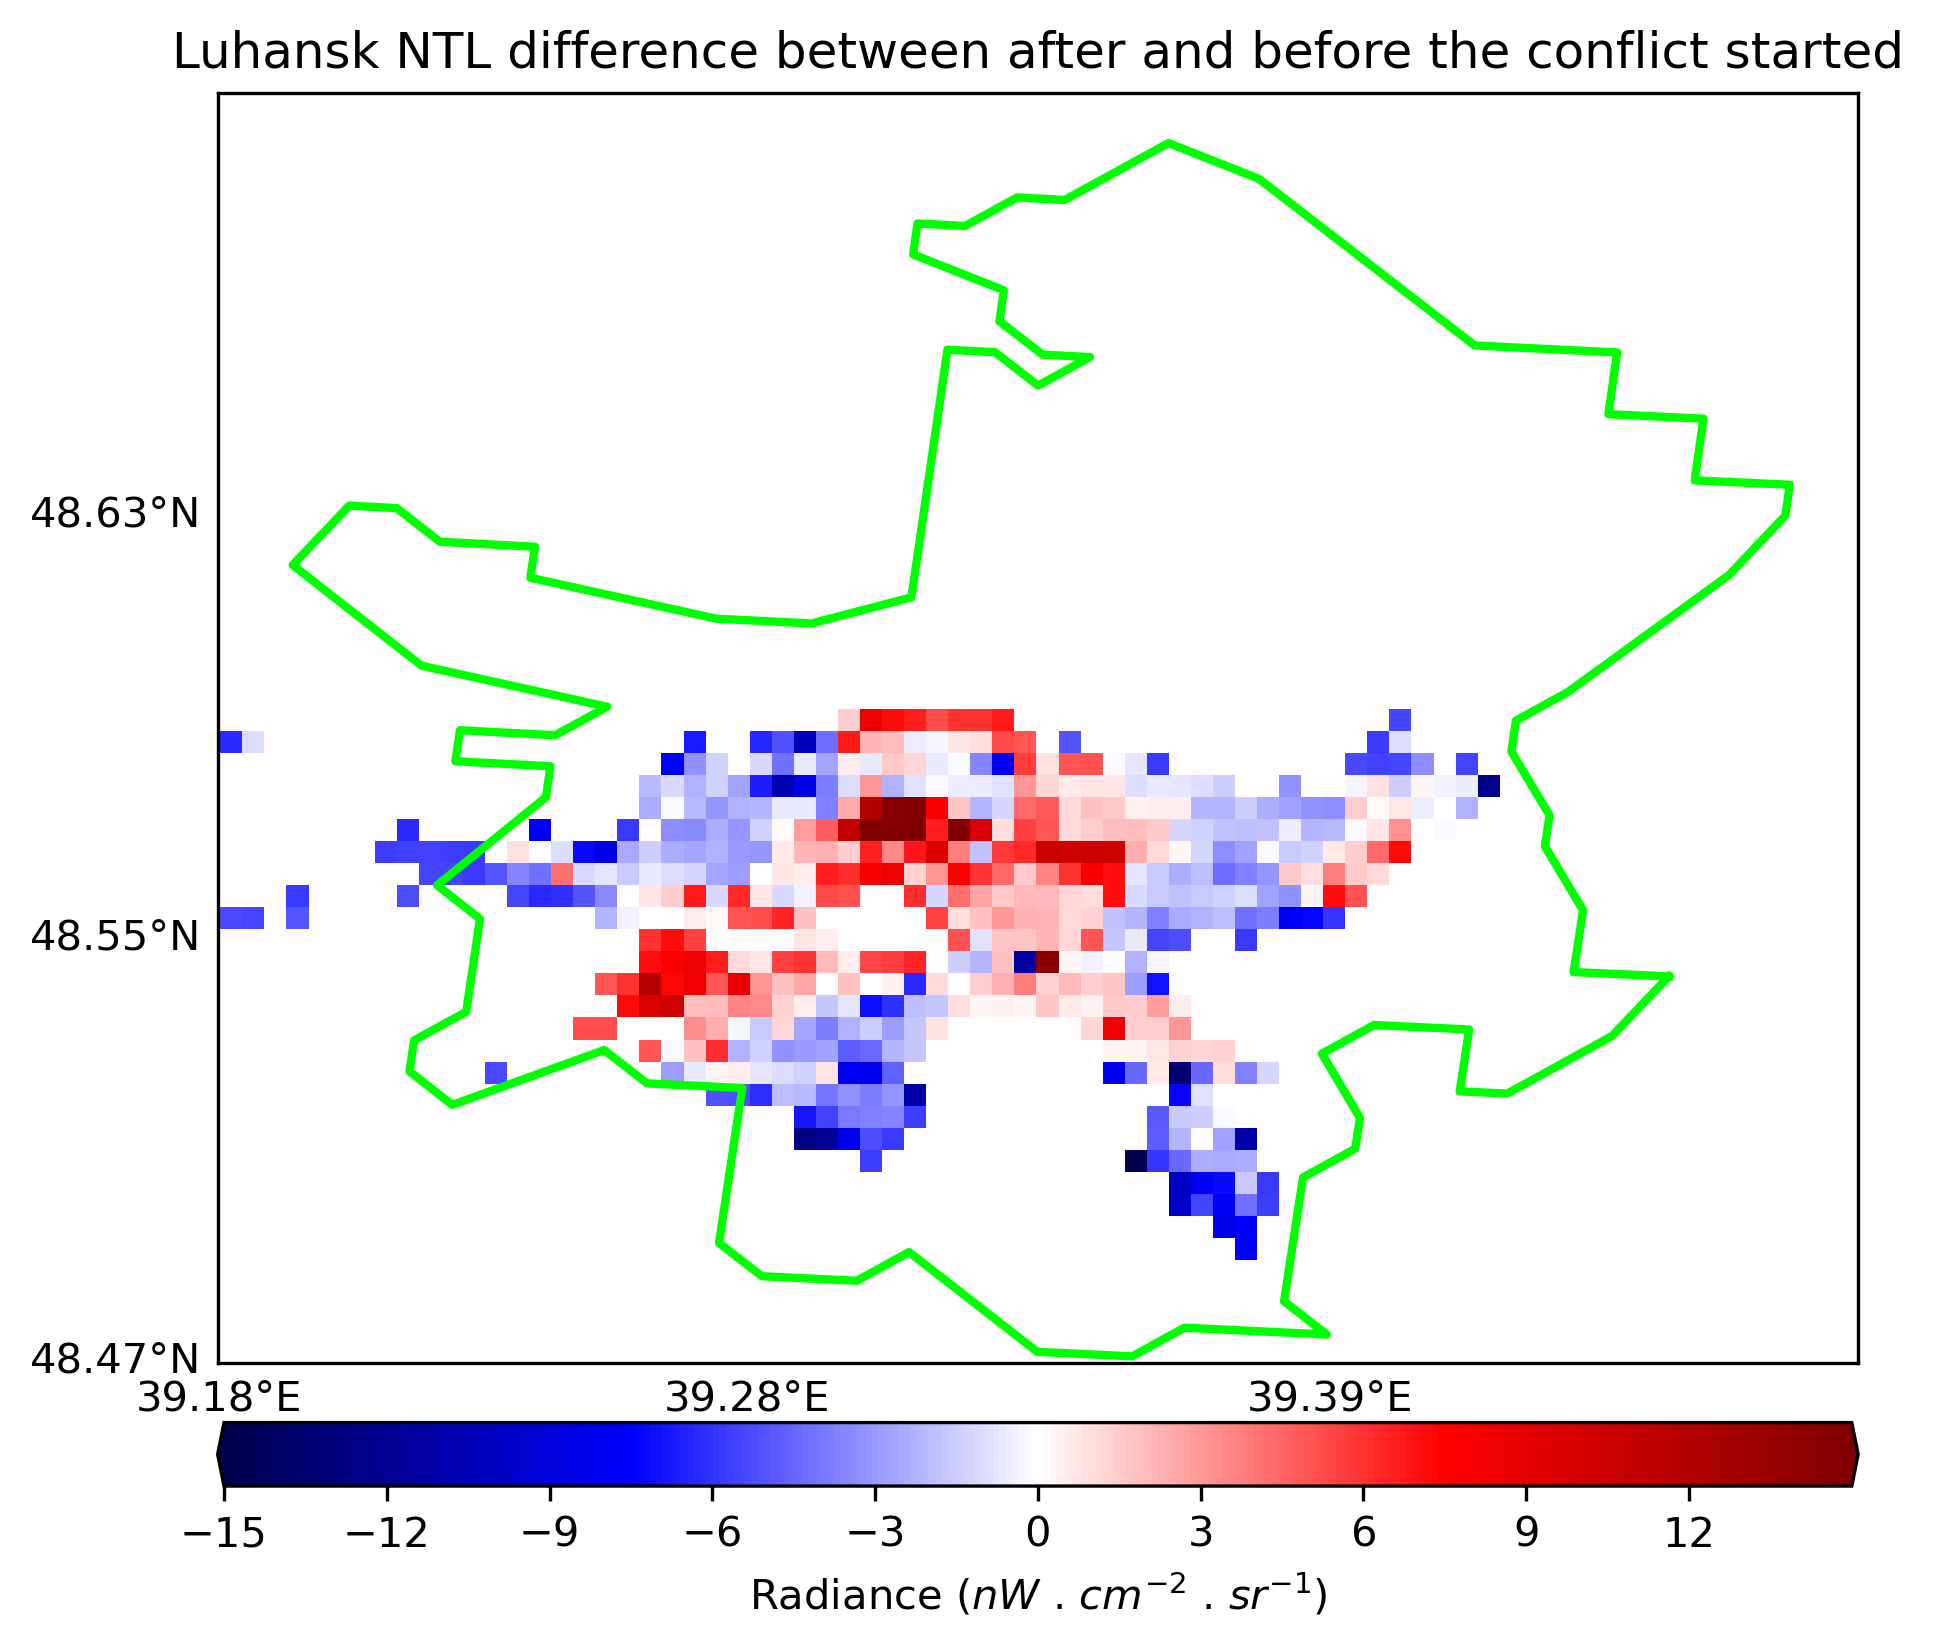 Luhansk NTL difference between after and before the conflict started
48.63°N
48.55°N
48.47°N
39.18°E 39.28°E 39.39°E
−15 −12 −9 −6 −3 0 3 6 9 12
Radiance (nW . cm⁻² . sr⁻¹)